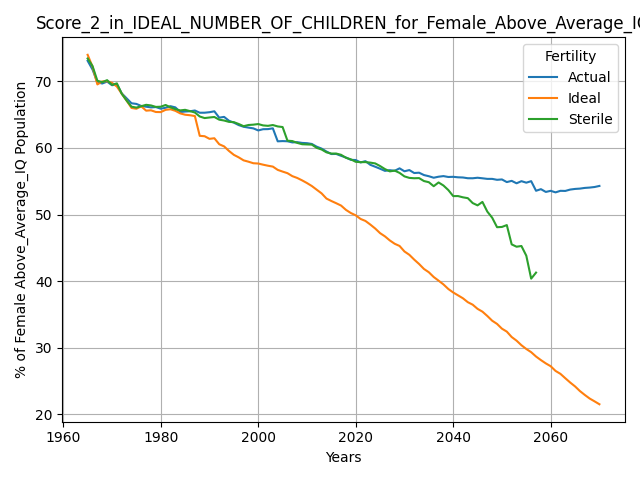 Score_2_in_IDEAL_NUMBER_OF_CHILDREN_for_Female_Above_Average_IQ
Fertility
Actual
Ideal
Sterile
% of Female Above_Average_IQ Population
70
60
50
40
30
20
1960
1980
2000
2020
2040
2060
Years